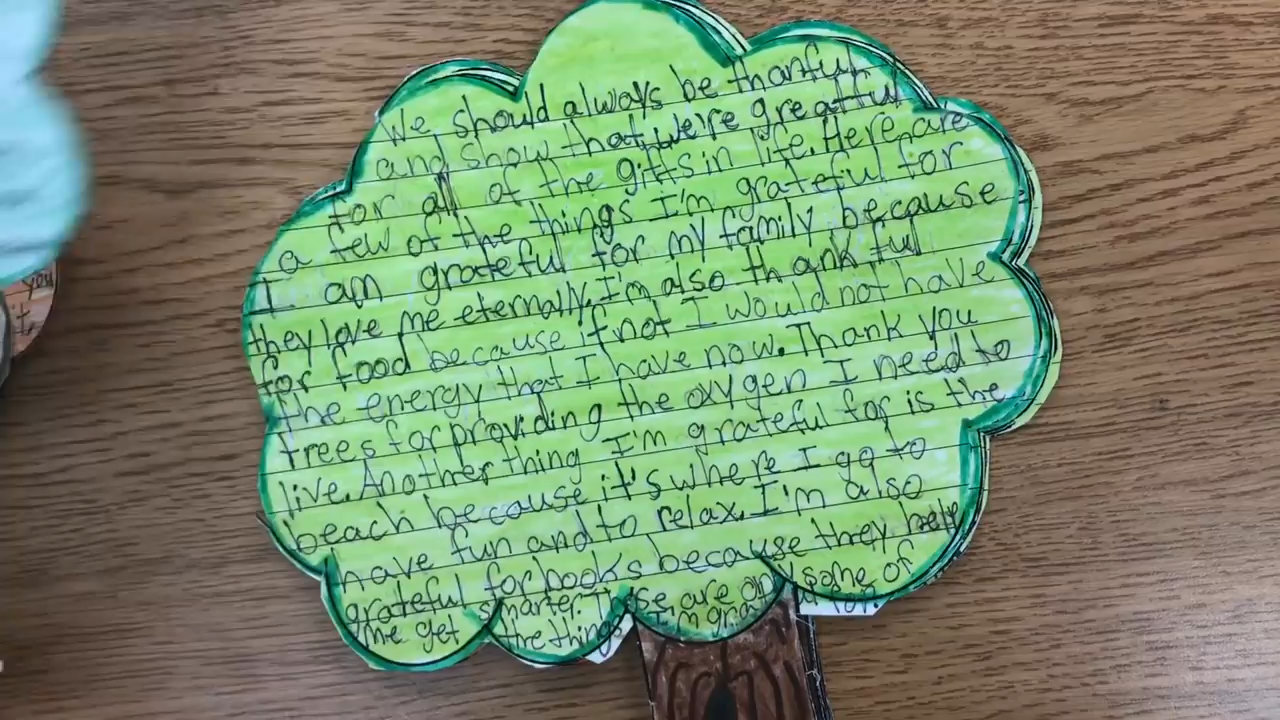 We should always be thanful
and show that we're greatful
for all of the gifts in life. Here are
a few of the things I'm grateful for
I am grateful for my family because
they love me eternally. I'm also thankful
for food because if not I would not have
the energy that I have now. Thank you
trees for providing the oxygen I need to
live. Another thing I'm grateful for is the
beach because it's where I go to
have fun and to relax. I'm also
grateful for books because they help
me get smarter. These are only some of
the things I'm for.
you